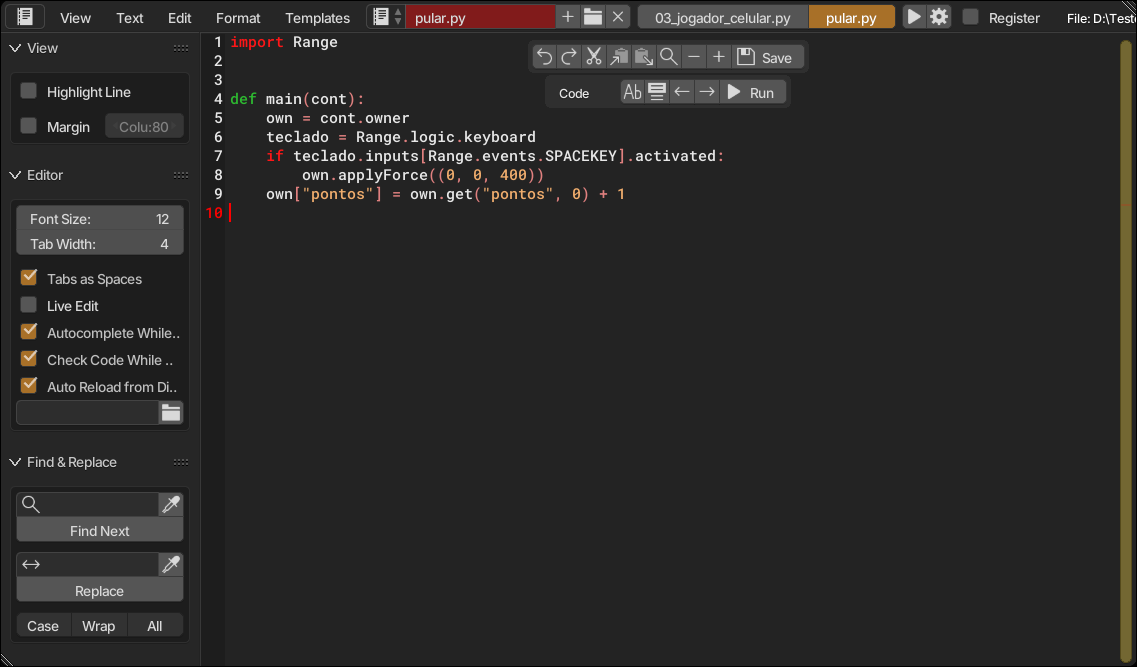 View Text Edit Format Templates pular.py 03_jogador_celular.py pular.py Register File: D:\Test
View
Highlight Line
Margin Colu:80
Editor
Font Size: 12
Tab Width: 4
Tabs as Spaces
Live Edit
Autocomplete While..
Check Code While ..
Auto Reload from Di..
Find & Replace
Find Next
Replace
Case Wrap All
Save
Code Ab Run
1 import Range
2
3
4 def main(cont):
5     own = cont.owner
6     teclado = Range.logic.keyboard
7     if teclado.inputs[Range.events.SPACEKEY].activated:
8         own.applyForce((0, 0, 400))
9     own["pontos"] = own.get("pontos", 0) + 1
10